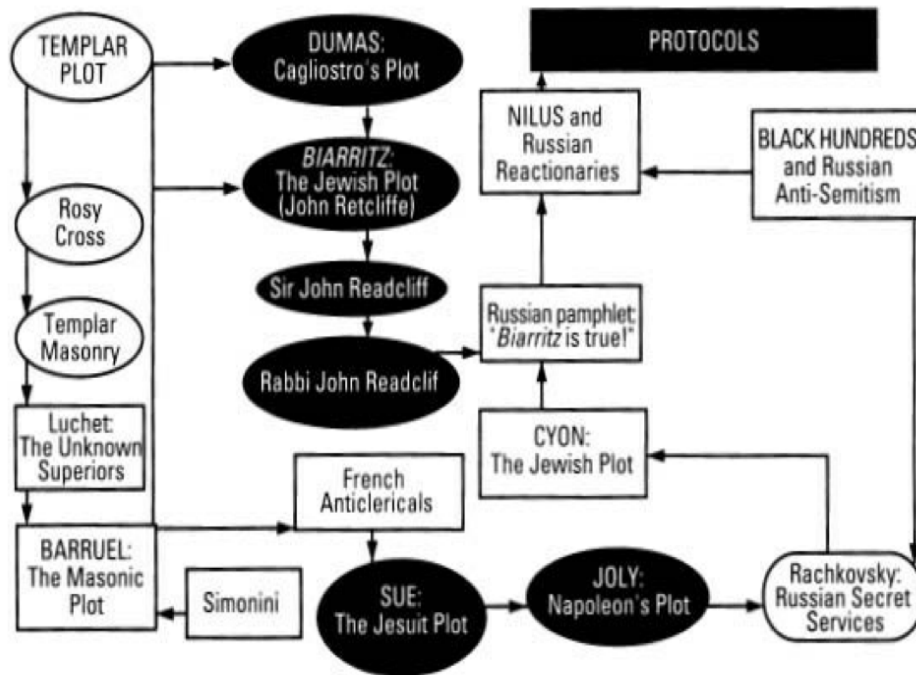 TEMPLAR
PLOT
DUMAS:
Cagliostro's Plot
PROTOCOLS
BIARRITZ:
The Jewish Plot
(John Retcliffe)
NILUS and
Russian
Reactionaries
BLACK HUNDREDS
and Russian
Anti-Semitism
Rosy
Cross
Sir John Readcliff
Templar
Masonry
Russian pamphlet:
"Biarritz is true!"
Rabbi John Readclif
Luchet:
The Unknown
Superiors
CYON:
The Jewish Plot
French
Anticlericals
BARRUEL:
The Masonic
Plot
Simonini
SUE:
The Jesuit Plot
JOLY:
Napoleon's Plot
Rachkovsky:
Russian Secret
Services